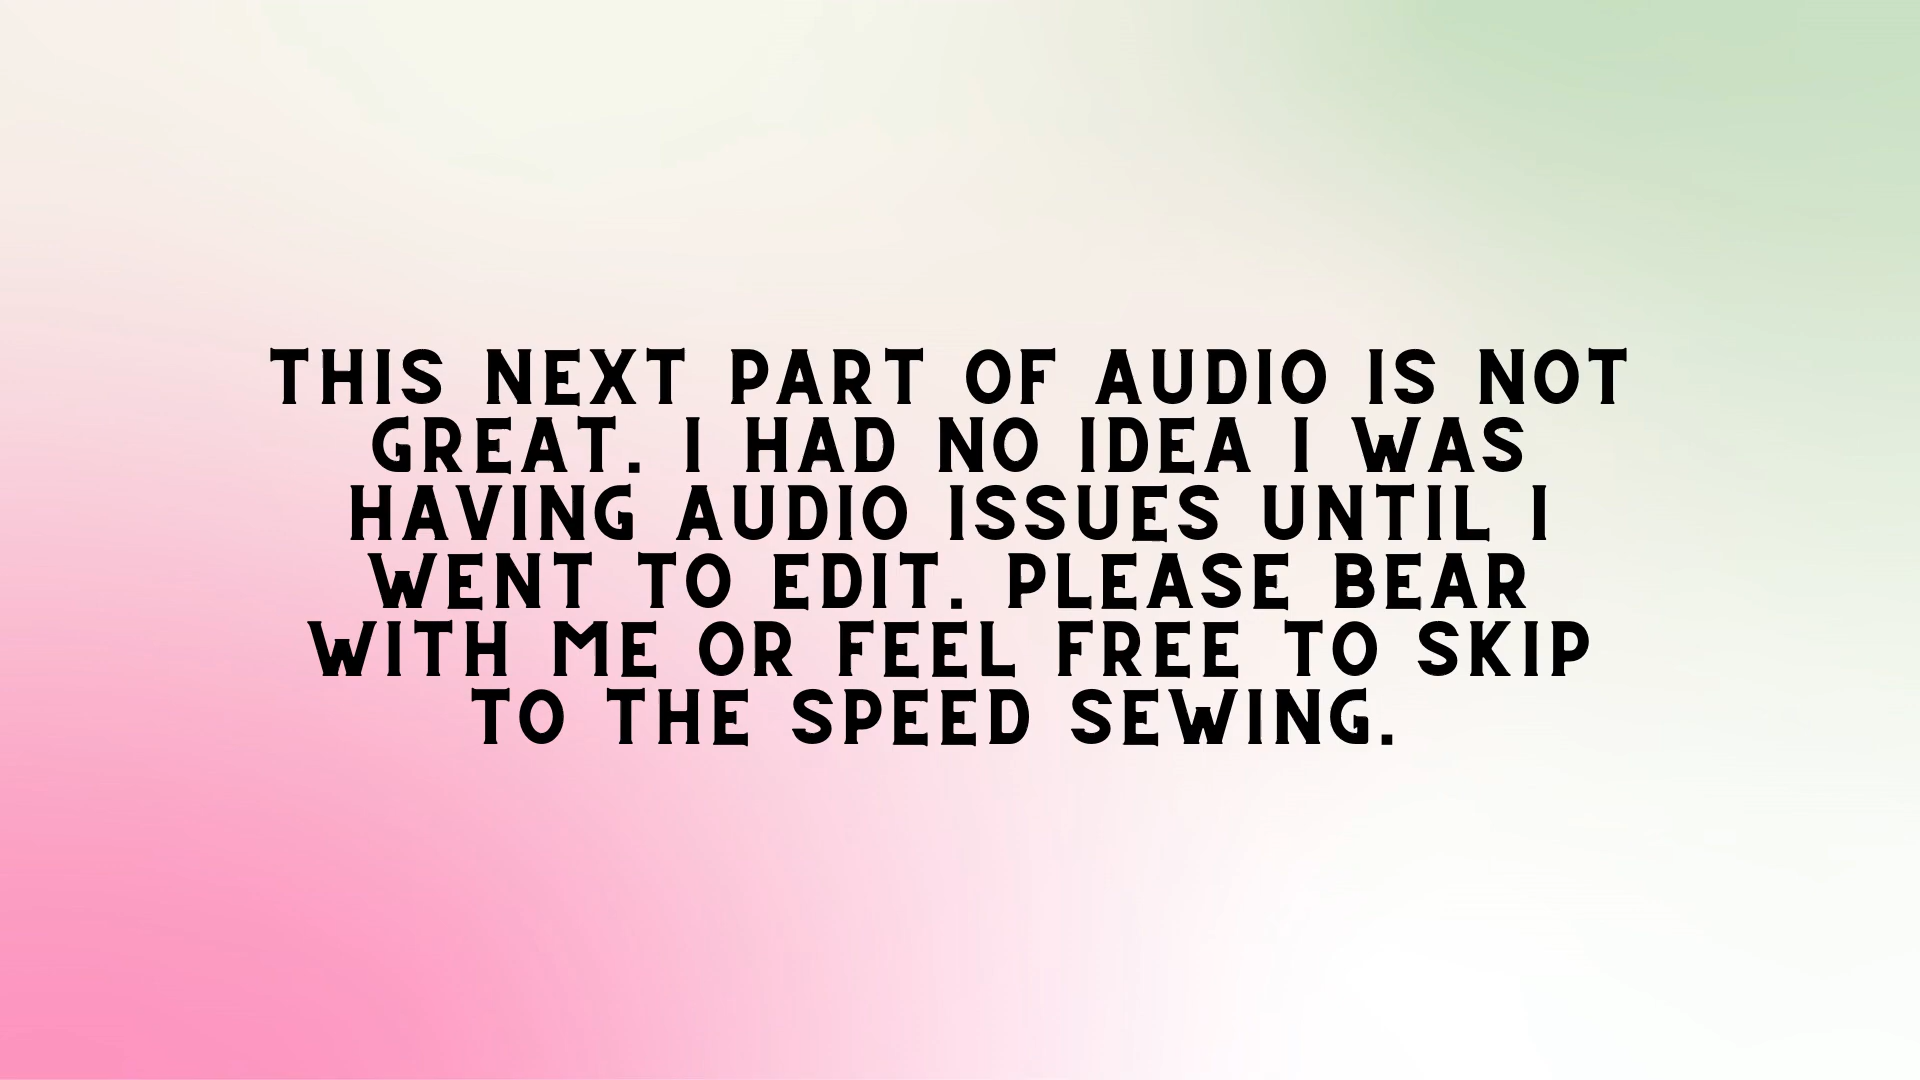 THIS NEXT PART OF AUDIO IS NOT
GREAT. I HAD NO IDEA I WAS
HAVING AUDIO ISSUES UNTIL I
WENT TO EDIT. PLEASE BEAR
WITH ME OR FEEL FREE TO SKIP
TO THE SPEED SEWING.